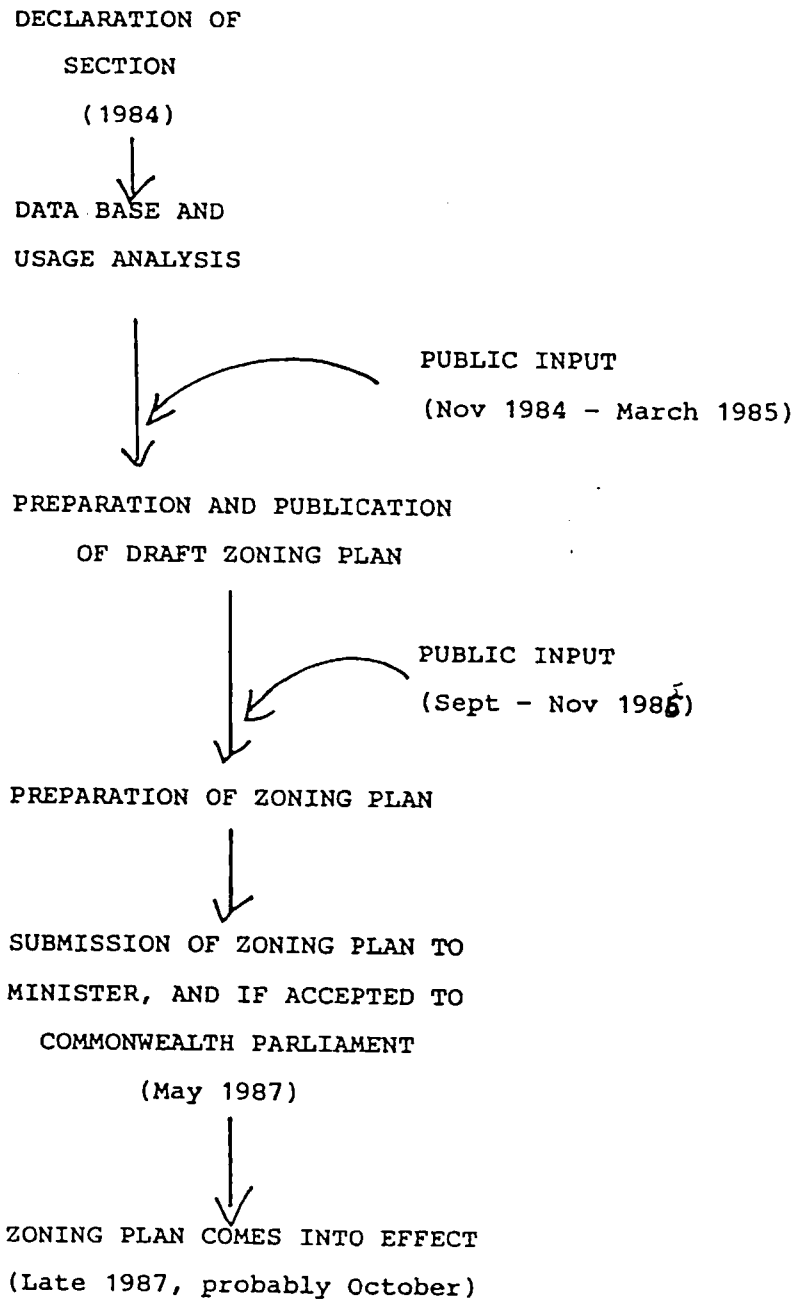 DECLARATION OF
SECTION
(1984)
DATA BASE AND
USAGE ANALYSIS
PUBLIC INPUT
(Nov 1984 - March 1985)
PREPARATION AND PUBLICATION
OF DRAFT ZONING PLAN
PUBLIC INPUT
(Sept - Nov 1985)
PREPARATION OF ZONING PLAN
SUBMISSION OF ZONING PLAN TO
MINISTER, AND IF ACCEPTED TO
COMMONWEALTH PARLIAMENT
(May 1987)
ZONING PLAN COMES INTO EFFECT
(Late 1987, probably October)